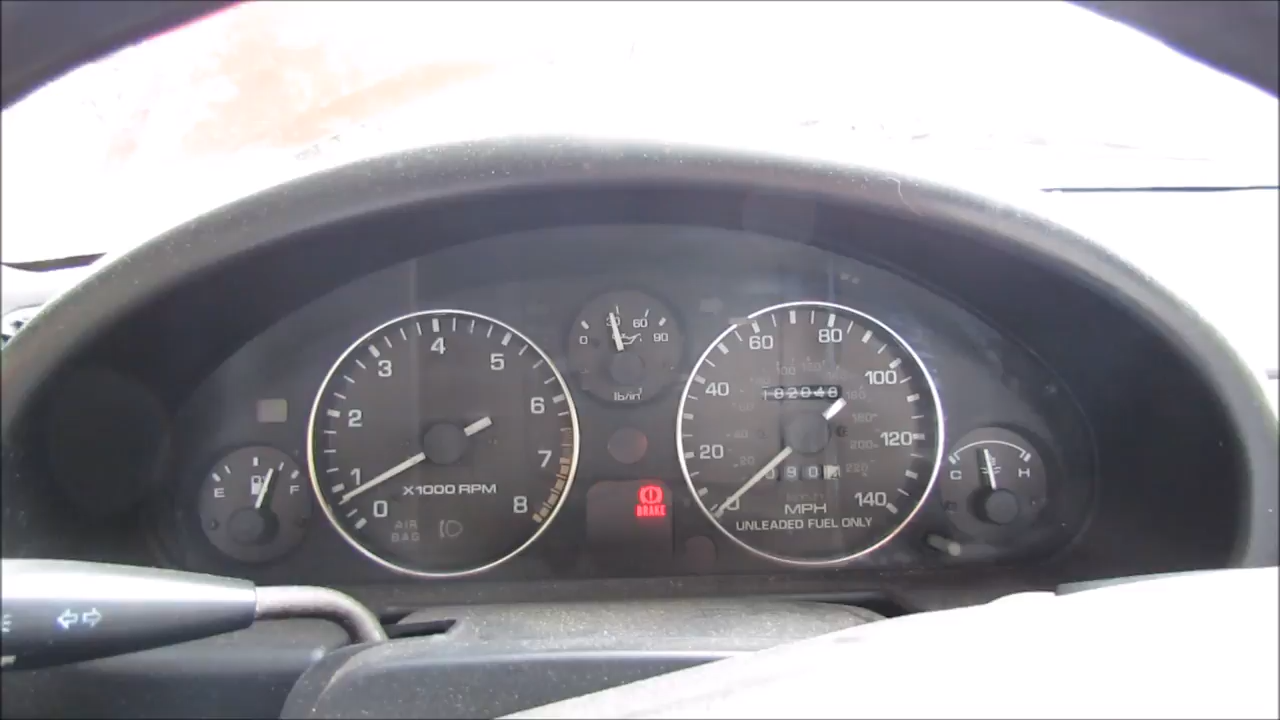 0 1 2 3 4 5 6 7 8
X1000 RPM
AIR
BAG
E F
0 30 60 90
lb/in²
BRAKE
0 20 40 60 80 100 120 140
182946
MPH
UNLEADED FUEL ONLY
C H